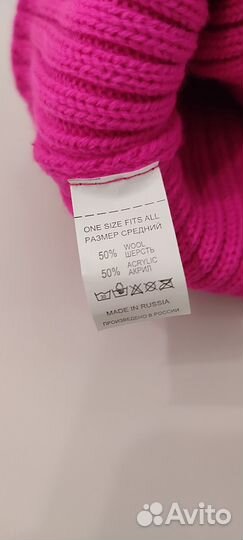 ONE SIZE FITS ALL
РАЗМЕР СРЕДНИЙ
50% WOOL
ШЕРСТЬ
50% ACRYLIC
АКРИЛ
MADE IN RUSSIA
ПРОИЗВЕДЕНО В РОССИИ
Avito